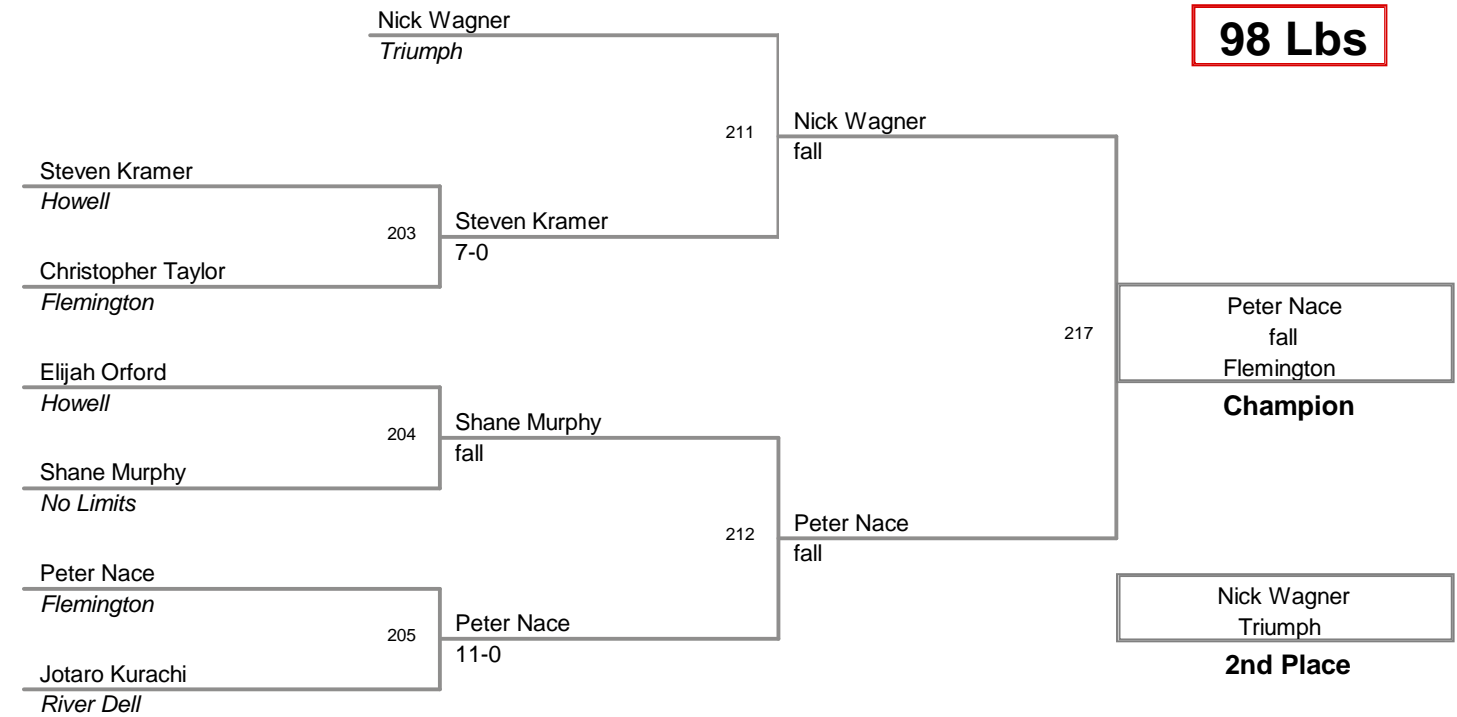 Nick Wagner
Triumph
98 Lbs
211
Nick Wagner
fall
Steven Kramer
Howell
203
Steven Kramer
7-0
Christopher Taylor
Flemington
217
Peter Nace
fall
Flemington
Champion
Elijah Orford
Howell
204
Shane Murphy
fall
Shane Murphy
No Limits
212
Peter Nace
fall
Peter Nace
Flemington
205
Peter Nace
11-0
Jotaro Kurachi
River Dell
Nick Wagner
Triumph
2nd Place